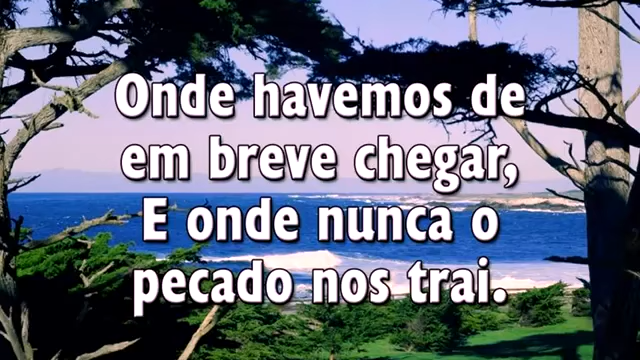 Onde havemos de
em breve chegar,
E onde nunca o
pecado nos trai.